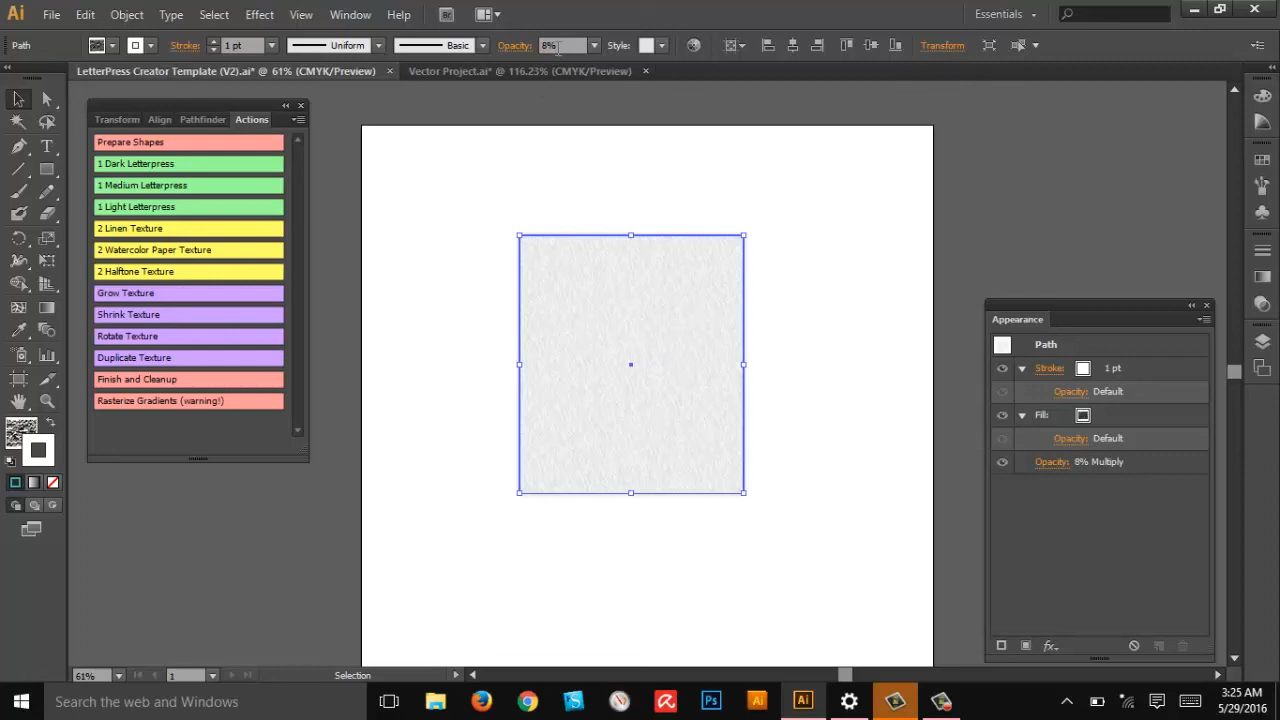 Ai File Edit Object Type Select Effect View Window Help Br Essentials
Path Stroke: 1 pt Uniform Basic Opacity: 8% Style: Transform
LetterPress Creator Template (V2).ai* @ 61% (CMYK/Preview) × Vector Project.ai* @ 116.23% (CMYK/Preview) ×
Transform Align Pathfinder Actions
Prepare Shapes
1 Dark Letterpress
1 Medium Letterpress
1 Light Letterpress
2 Linen Texture
2 Watercolor Paper Texture
2 Halftone Texture
Grow Texture
Shrink Texture
Rotate Texture
Duplicate Texture
Finish and Cleanup
Rasterize Gradients (warning!)
Appearance
Path
Stroke: 1 pt
Opacity: Default
Fill:
Opacity: Default
Opacity: 8% Multiply
fx
61% 1 Selection
Search the web and Windows
Ps Ai Ai
3:25 AM
5/29/2016